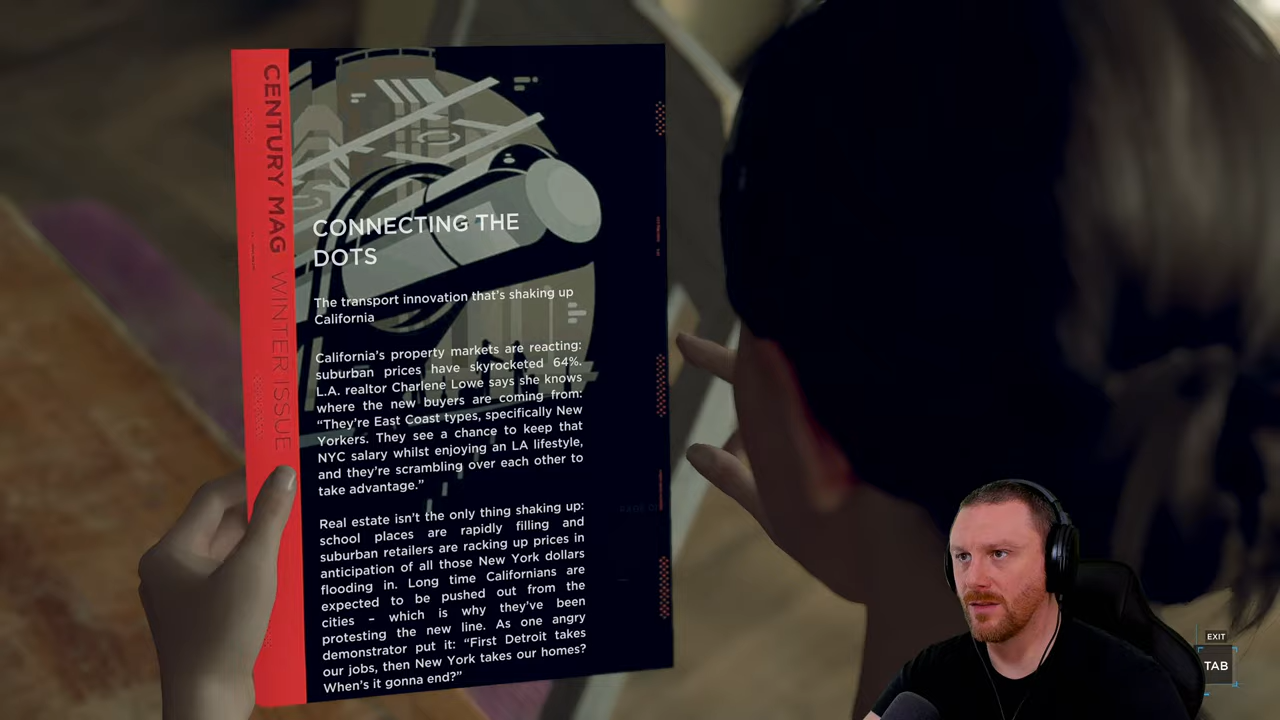 CENTURY MAG WINTER ISSUE
CONNECTING THE
DOTS
The transport innovation that's shaking up
California
California's property markets are reacting:
suburban prices have skyrocketed 64%.
L.A. realtor Charlene Lowe says she knows
where the new buyers are coming from:
“They're East Coast types, specifically New
Yorkers. They see a chance to keep that
NYC salary whilst enjoying an LA lifestyle,
and they're scrambling over each other to
take advantage.”
Real estate isn't the only thing shaking up:
school places are rapidly filling and
suburban retailers are racking up prices in
anticipation of all those New York dollars
flooding in. Long time Californians are
expected to be pushed out from the
cities – which is why they've been
protesting the new line. As one angry
demonstrator put it: “First Detroit takes
our jobs, then New York takes our homes?
When's it gonna end?”
EXIT
TAB